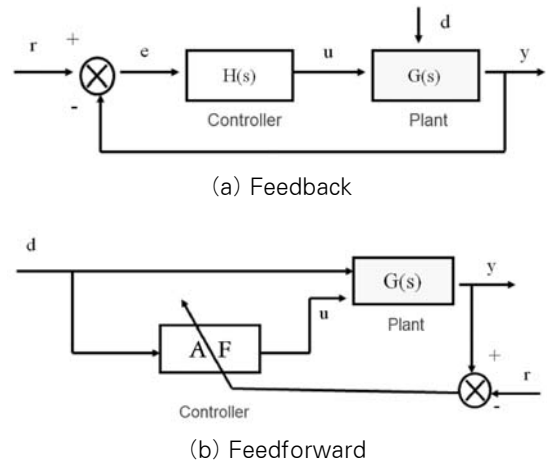 d
r
+
e
H(s)
u
G(s)
y
-
Controller
Plant
(a) Feedback
d
G(s)
y
u
Plant
A F
+
r
-
Controller
(b) Feedforward